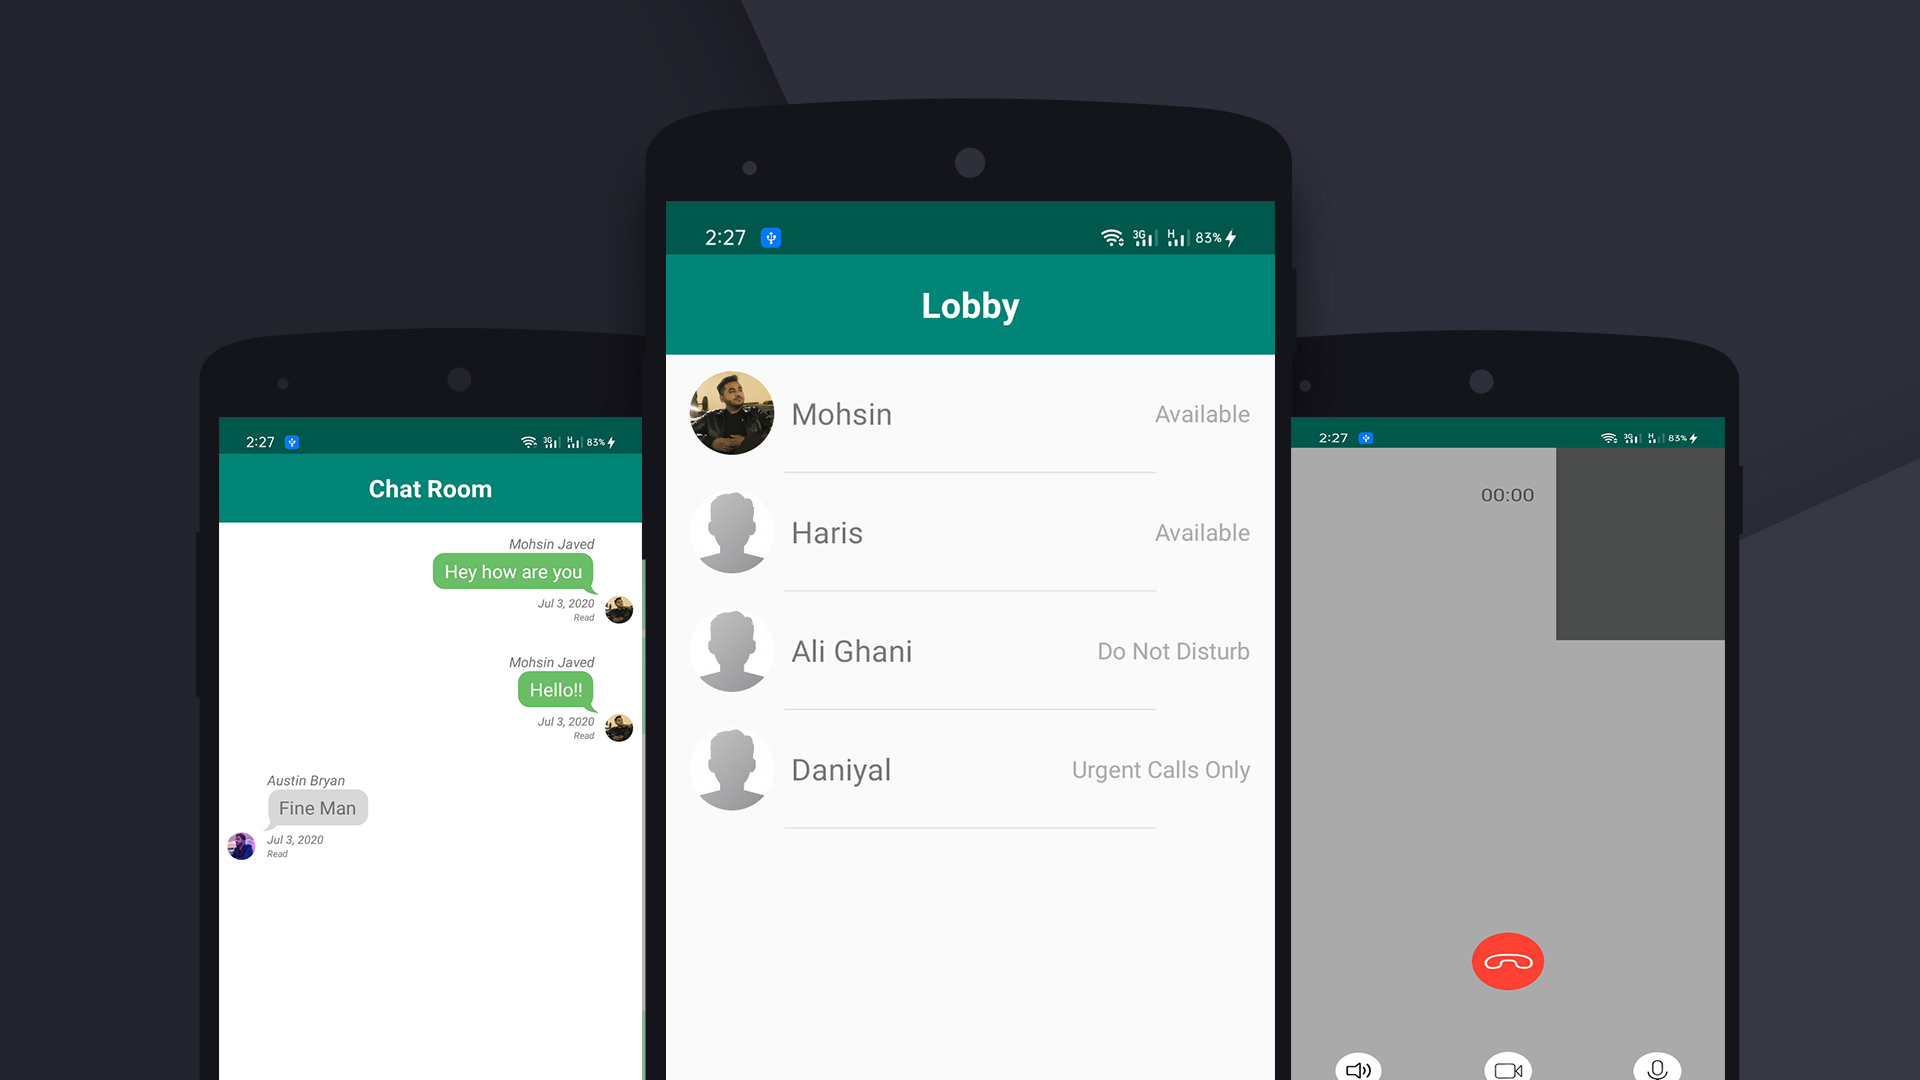 2:27
3G H 83%
Lobby
Mohsin Available
Haris Available
Ali Ghani Do Not Disturb
Daniyal Urgent Calls Only
2:27
3G H 83%
Chat Room
Mohsin Javed
Hey how are you
Jul 3, 2020
Read
Mohsin Javed
Hello!!
Jul 3, 2020
Read
Austin Bryan
Fine Man
Jul 3, 2020
Read
2:27
3G H 83%
00:00